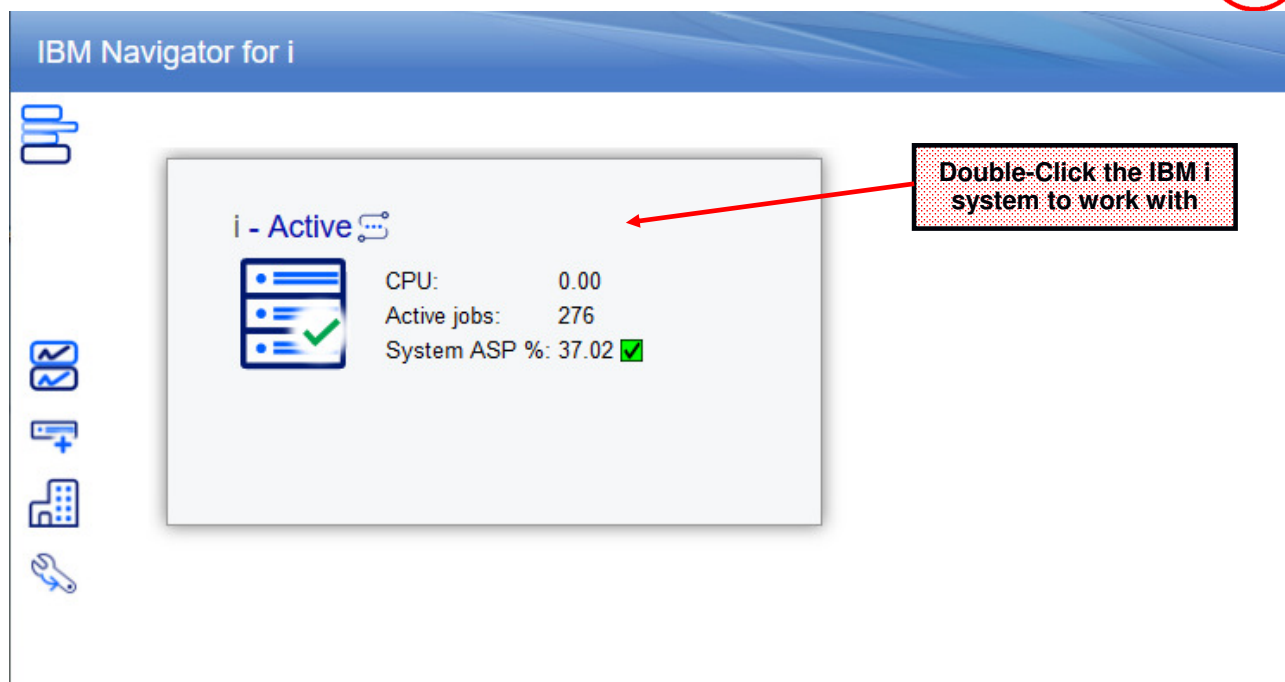 IBM Navigator for i
Double-Click the IBM i
system to work with
i - Active
CPU: 0.00
Active jobs: 276
System ASP %: 37.02